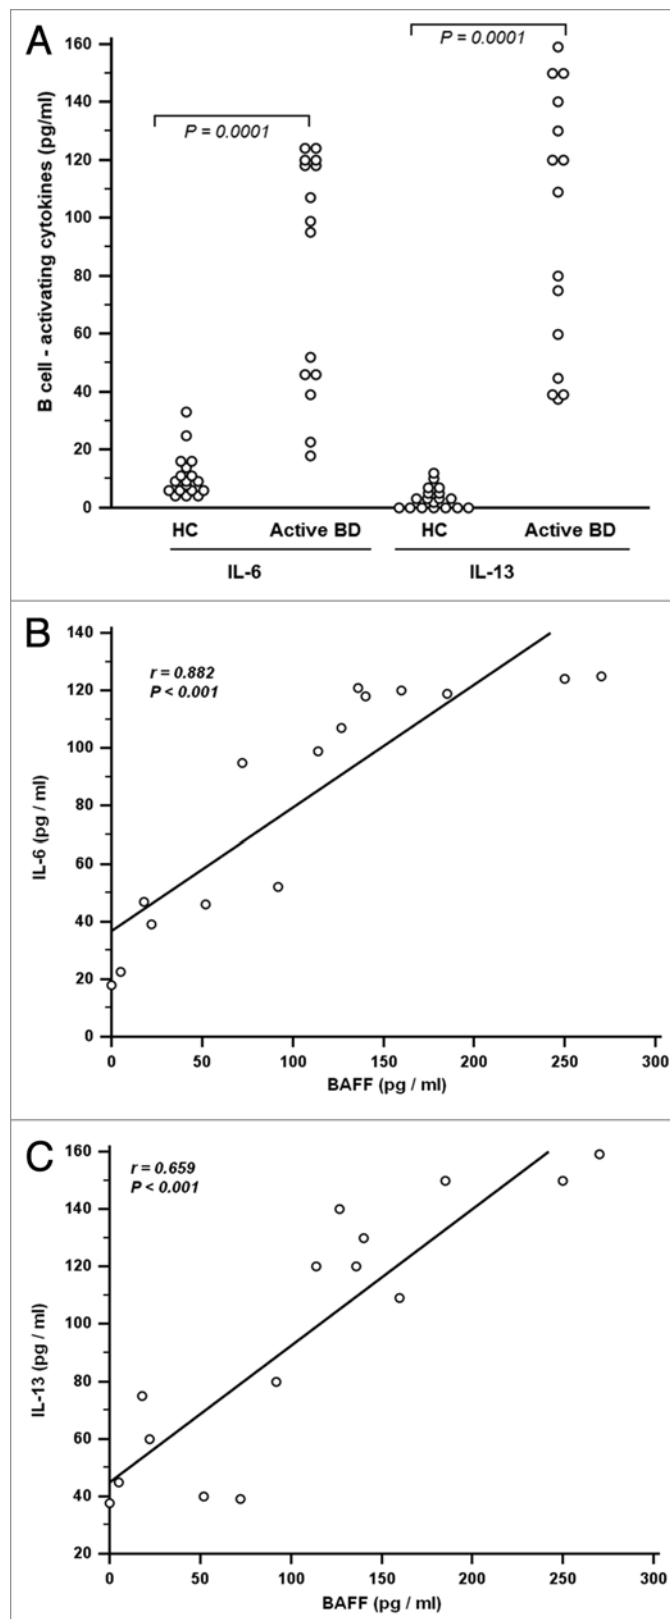 A
B cell - activating cytokines (pg/ml)
160
140
120
100
80
60
40
20
0
P = 0.0001
P = 0.0001
HC
Active BD
HC
Active BD
IL-6
IL-13
B
r = 0.882
P < 0.001
IL-6 (pg / ml)
140
120
100
80
60
40
20
0
0
50
100
150
200
250
300
BAFF (pg / ml)
C
r = 0.659
P < 0.001
IL-13 (pg / ml)
160
140
120
100
80
60
40
20
0
50
100
150
200
250
300
BAFF (pg / ml)